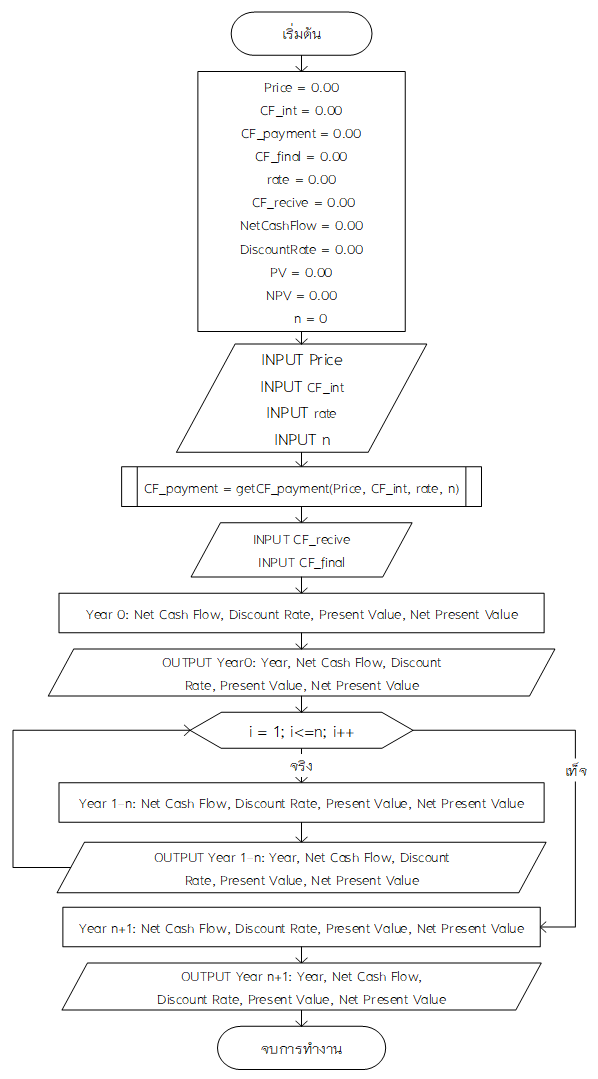 เริ่มต้น
Price = 0.00
CF_int = 0.00
CF_payment = 0.00
CF_final = 0.00
rate = 0.00
CF_recive = 0.00
NetCashFlow = 0.00
DiscountRate = 0.00
PV = 0.00
NPV = 0.00
n = 0
INPUT Price
INPUT CF_int
INPUT rate
INPUT n
CF_payment = getCF_payment(Price, CF_int, rate, n)
INPUT CF_recive
INPUT CF_final
Year 0: Net Cash Flow, Discount Rate, Present Value, Net Present Value
OUTPUT Year0: Year, Net Cash Flow, Discount
Rate, Present Value, Net Present Value
i = 1; i<=n; i++
จริง
เท็จ
Year 1-n: Net Cash Flow, Discount Rate, Present Value, Net Present Value
OUTPUT Year 1-n: Year, Net Cash Flow, Discount
Rate, Present Value, Net Present Value
Year n+1: Net Cash Flow, Discount Rate, Present Value, Net Present Value
OUTPUT Year n+1: Year, Net Cash Flow,
Discount Rate, Present Value, Net Present Value
จบการทำงาน